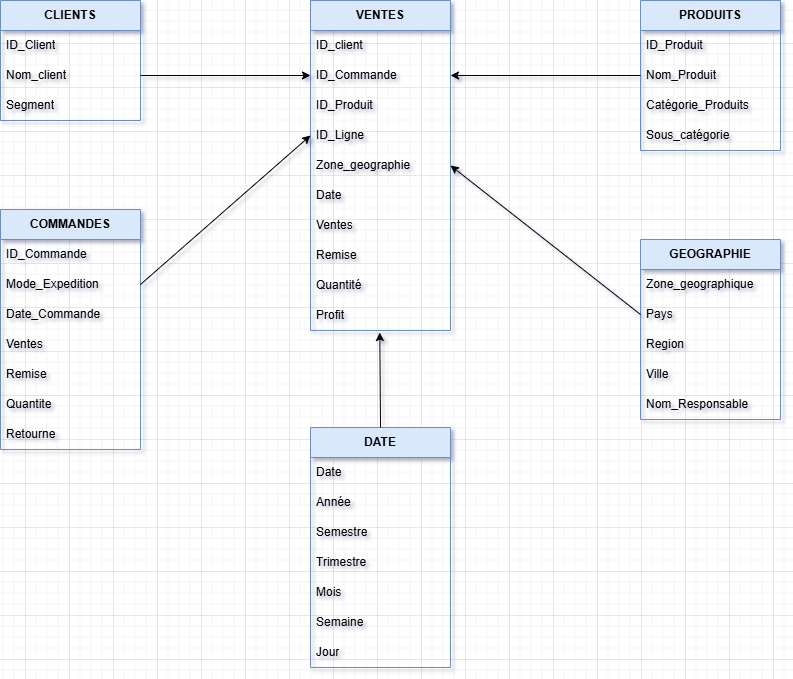 CLIENTS
ID_Client
Nom_client
Segment
VENTES
ID_client
ID_Commande
ID_Produit
ID_Ligne
Zone_geographie
Date
Ventes
Remise
Quantité
Profit
PRODUITS
ID_Produit
Nom_Produit
Catégorie_Produits
Sous_catégorie
COMMANDES
ID_Commande
Mode_Expedition
Date_Commande
Ventes
Remise
Quantite
Retourne
GEOGRAPHIE
Zone_geographique
Pays
Region
Ville
Nom_Responsable
DATE
Date
Année
Semestre
Trimestre
Mois
Semaine
Jour